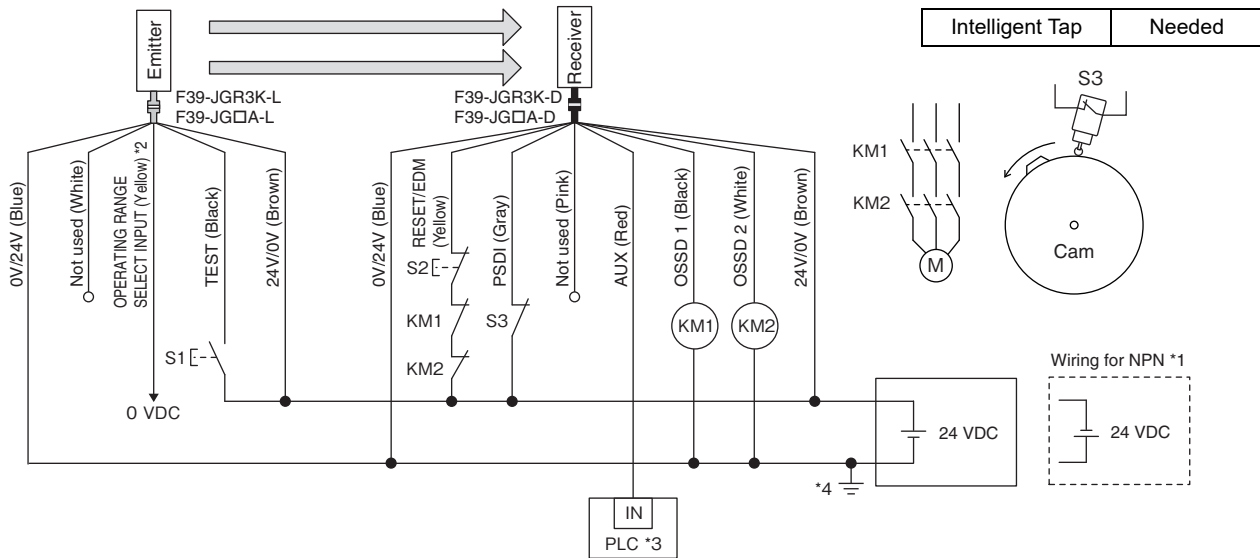 Intelligent Tap Needed
Emitter
Receiver
F39-JGR3K-L
F39-JG□A-L
F39-JGR3K-D
F39-JG□A-D
S3
KM1
KM2
M
Cam
0V/24V (Blue)
Not used (White)
OPERATING RANGE
SELECT INPUT (Yellow) *2
TEST (Black)
24V/0V (Brown)
0V/24V (Blue)
RESET/EDM
(Yellow)
PSDI (Gray)
Not used (Pink)
AUX (Red)
OSSD 1 (Black)
OSSD 2 (White)
24V/0V (Brown)
S1
S2
KM1
KM2
S3
KM1
KM2
0 VDC
24 VDC
Wiring for NPN *1
24 VDC
*4
IN
PLC *3